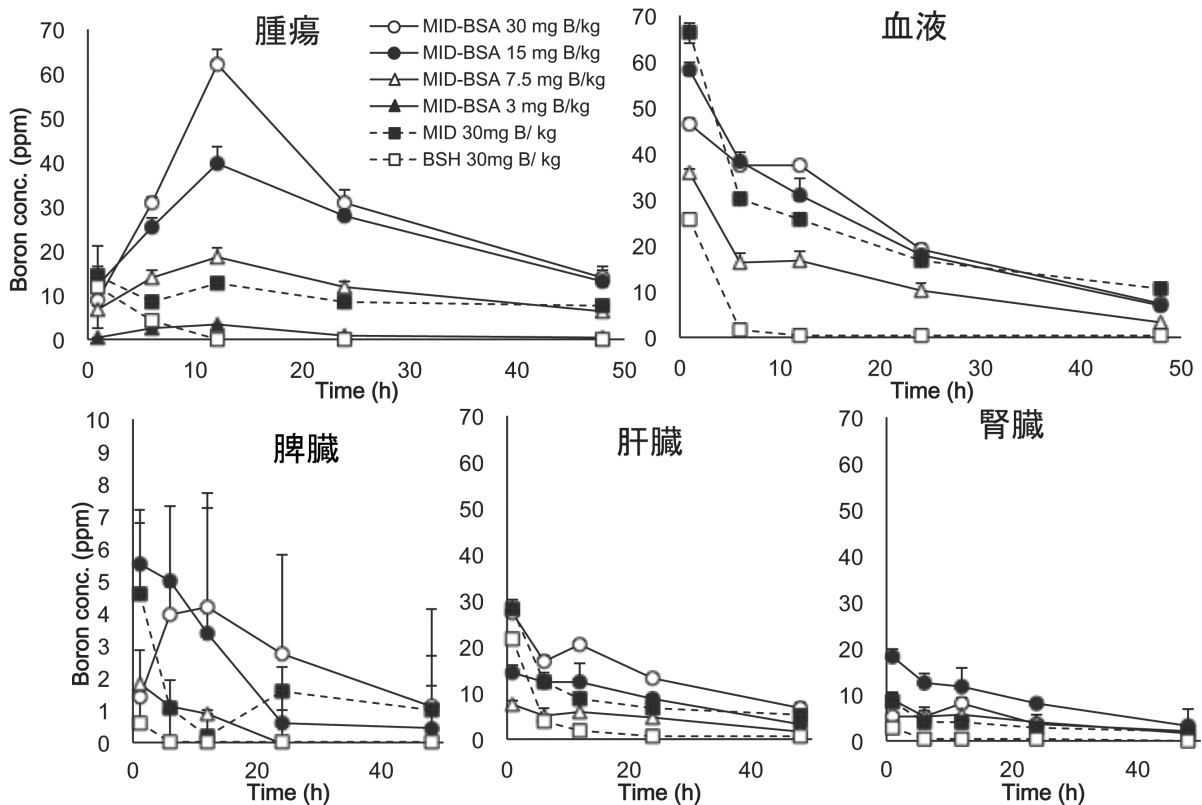 腫瘍
MID-BSA 30 mg B/kg
MID-BSA 15 mg B/kg
MID-BSA 7.5 mg B/kg
MID-BSA 3 mg B/kg
MID 30mg B/ kg
BSH 30mg B/ kg
Boron conc. (ppm)
70
60
50
40
30
20
10
0
0 10 20 30 40 50
Time (h)
血液
70
60
50
40
30
20
10
0
0 10 20 30 40 50
Time (h)
脾臓
Boron conc. (ppm)
10
9
8
7
6
5
4
3
2
1
0
0 20 40
Time (h)
肝臓
70
60
50
40
30
20
10
0
0 20 40
Time (h)
腎臓
70
60
50
40
30
20
10
0
0 20 40
Time (h)